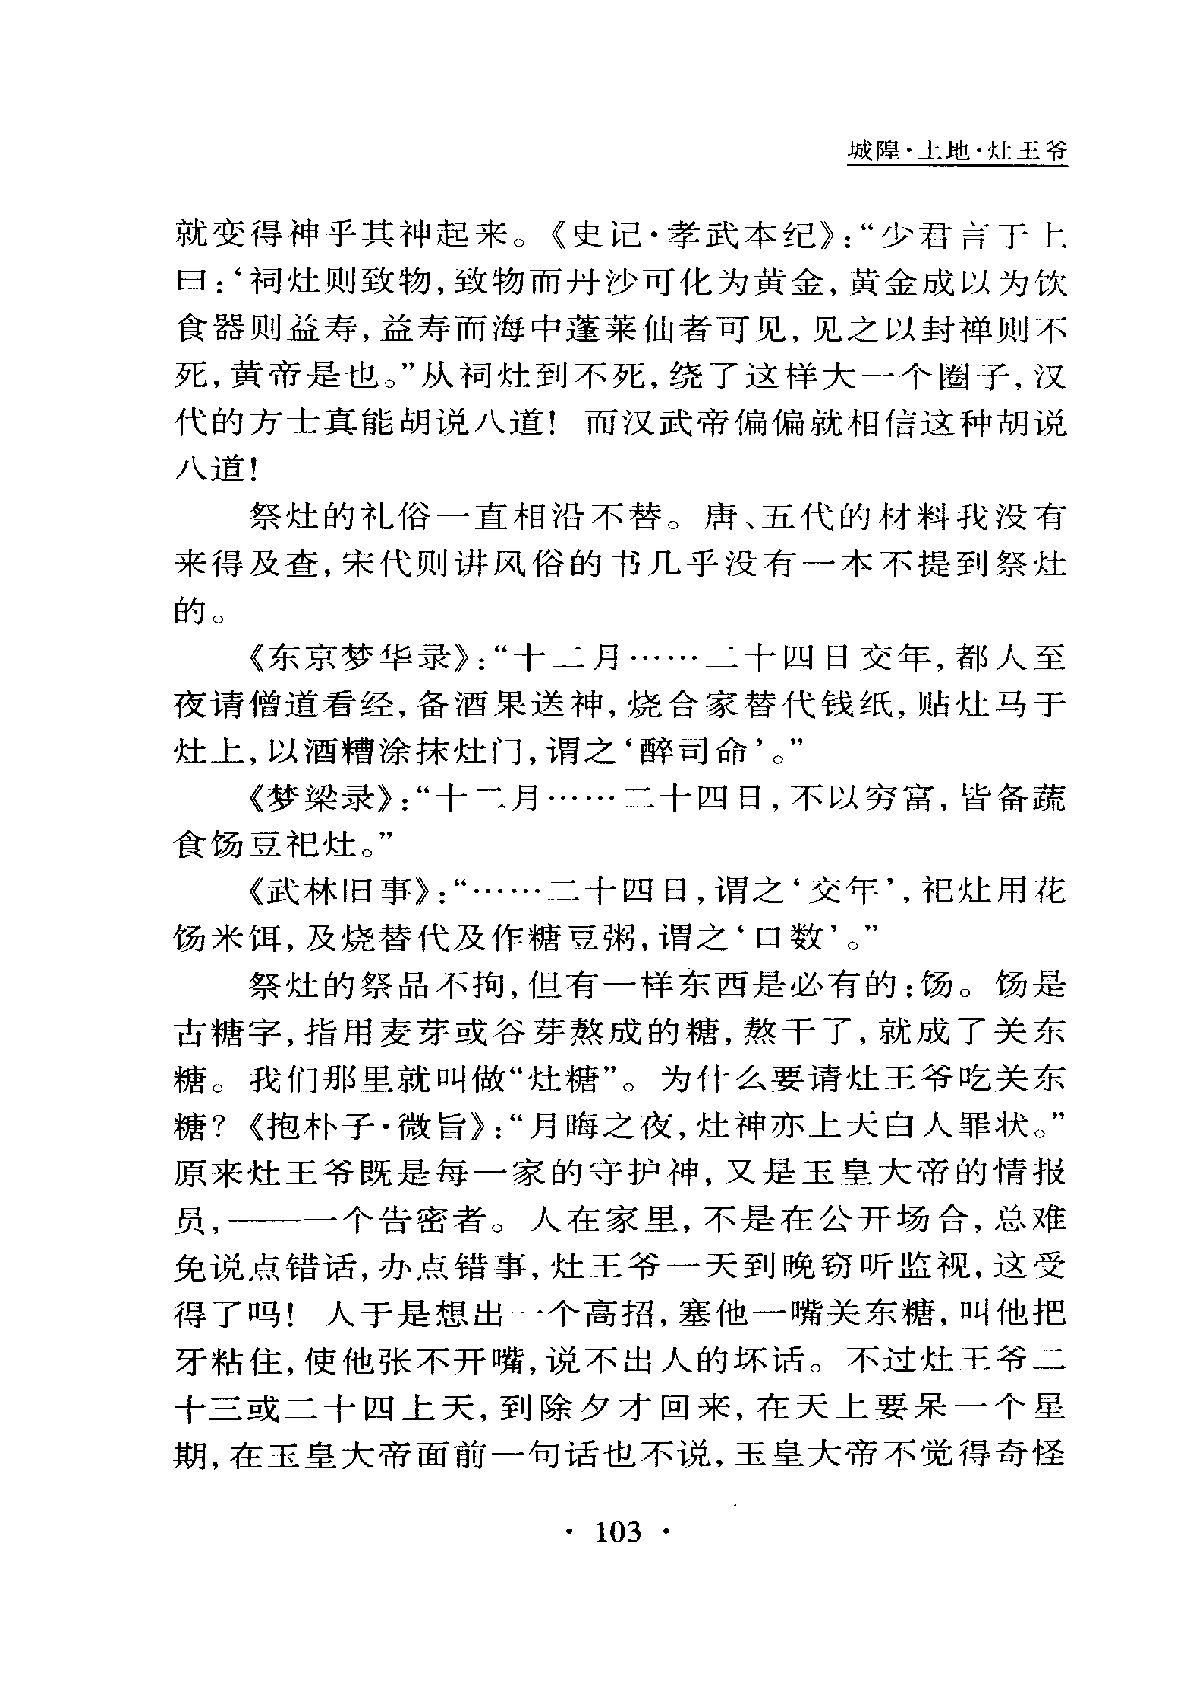 城隍·土地·灶王爷
就变得神乎其神起来。《史记·孝武本纪》：“少君言于上
曰：‘祠灶则致物，致物而丹沙可化为黄金，黄金成以为饮
食器则益寿，益寿而海中蓬莱仙者可见，见之以封禅则不
死，黄帝是也。”从祠灶到不死，绕了这样大一个圈子，汉
代的方士真能胡说八道！而汉武帝偏偏就相信这种胡说
八道！
祭灶的礼俗一直相沿不替。唐、五代的材料我没有
来得及查，宋代则讲风俗的书几乎没有一本不提到祭灶
的。
《东京梦华录》：“十二月……二十四日交年，都人至
夜请僧道看经，备酒果送神，烧合家替代钱纸，贴灶马于
灶上，以酒糟涂抹灶门，谓之‘醉司命’。”
《梦梁录》：“十二月……二十四日，不以穷富，皆备蔬
食饧豆祀灶。”
《武林旧事》：“……二十四日，谓之‘交年’，祀灶用花
饧米饵，及烧替代及作糖豆粥，谓之‘口数’。”
祭灶的祭品不拘，但有一样东西是必有的：饧。饧是
古糖字，指用麦芽或谷芽熬成的糖，熬干了，就成了关东
糖。我们那里就叫做“灶糖”。为什么要请灶王爷吃关东
糖？《抱朴子·微旨》：“月晦之夜，灶神亦上天白人罪状。”
原来灶王爷既是每一家的守护神，又是玉皇大帝的情报
员，——一个告密者。人在家里，不是在公开场合，总难
免说点错话，办点错事，灶王爷一天到晚窃听监视，这受
得了吗！人于是想出一个高招，塞他一嘴关东糖，叫他把
牙粘住，使他张不开嘴，说不出人的坏话。不过灶王爷二
十三或二十四上天，到除夕才回来，在天上要呆一个星
期，在玉皇大帝面前一句话也不说，玉皇大帝不觉得奇怪
· 103 ·